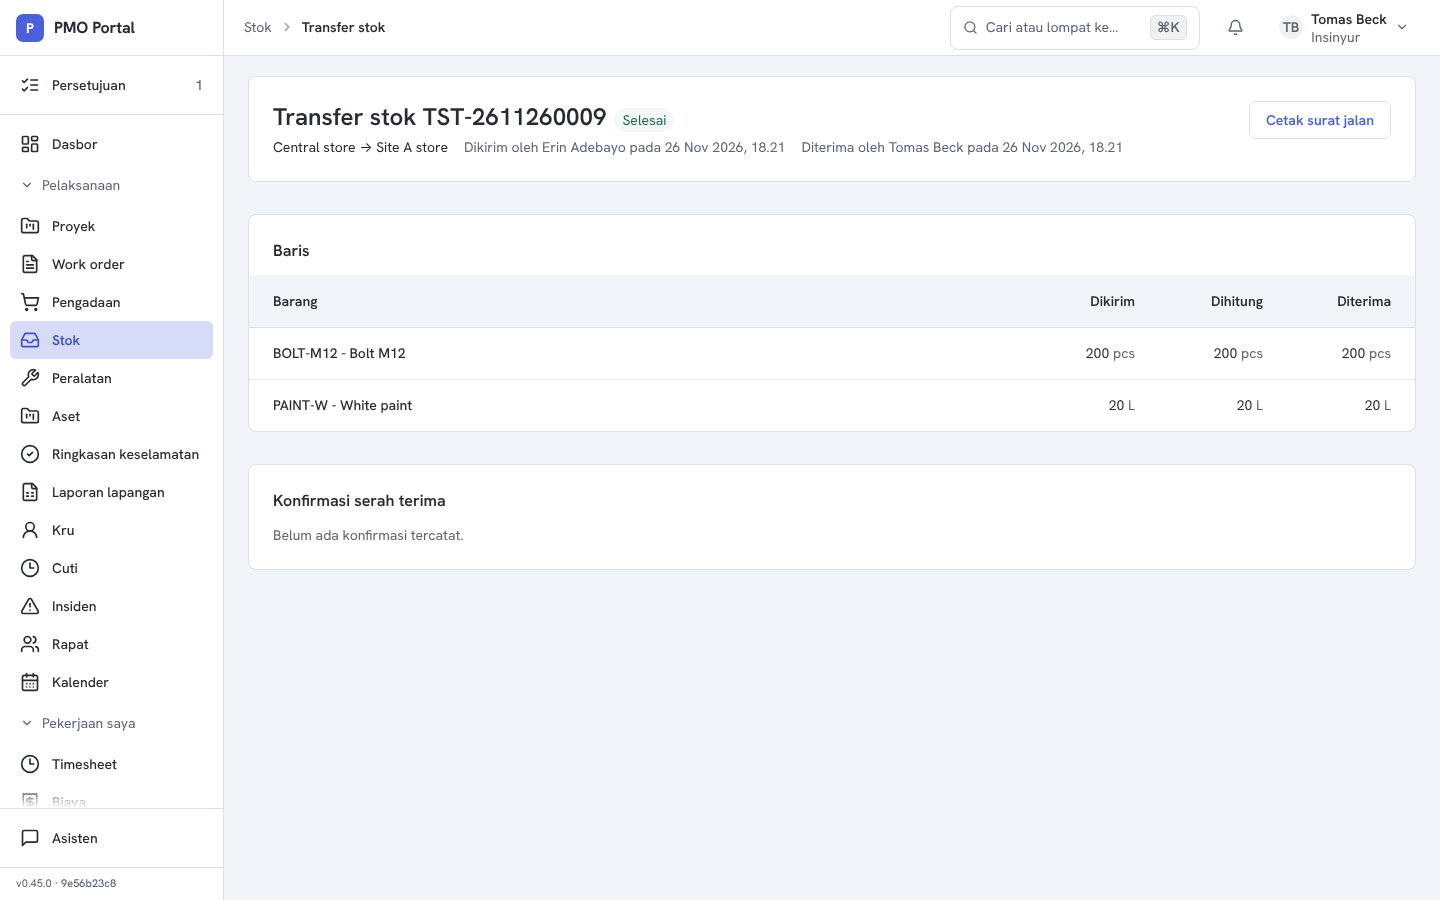 P PMO Portal
Stok > Transfer stok
Cari atau lompat ke... ⌘K
TB Tomas Beck
Insinyur
Persetujuan 1
Dasbor
Pelaksanaan
Proyek
Work order
Pengadaan
Stok
Peralatan
Aset
Ringkasan keselamatan
Laporan lapangan
Kru
Cuti
Insiden
Rapat
Kalender
Pekerjaan saya
Timesheet
Biaya
Asisten
v0.45.0 · 9e56b23c8
Transfer stok TST-2611260009 Selesai
Cetak surat jalan
Central store → Site A store Dikirim oleh Erin Adebayo pada 26 Nov 2026, 18.21 Diterima oleh Tomas Beck pada 26 Nov 2026, 18.21
Baris
Barang Dikirim Dihitung Diterima
BOLT-M12 - Bolt M12 200 pcs 200 pcs 200 pcs
PAINT-W - White paint 20 L 20 L 20 L
Konfirmasi serah terima
Belum ada konfirmasi tercatat.